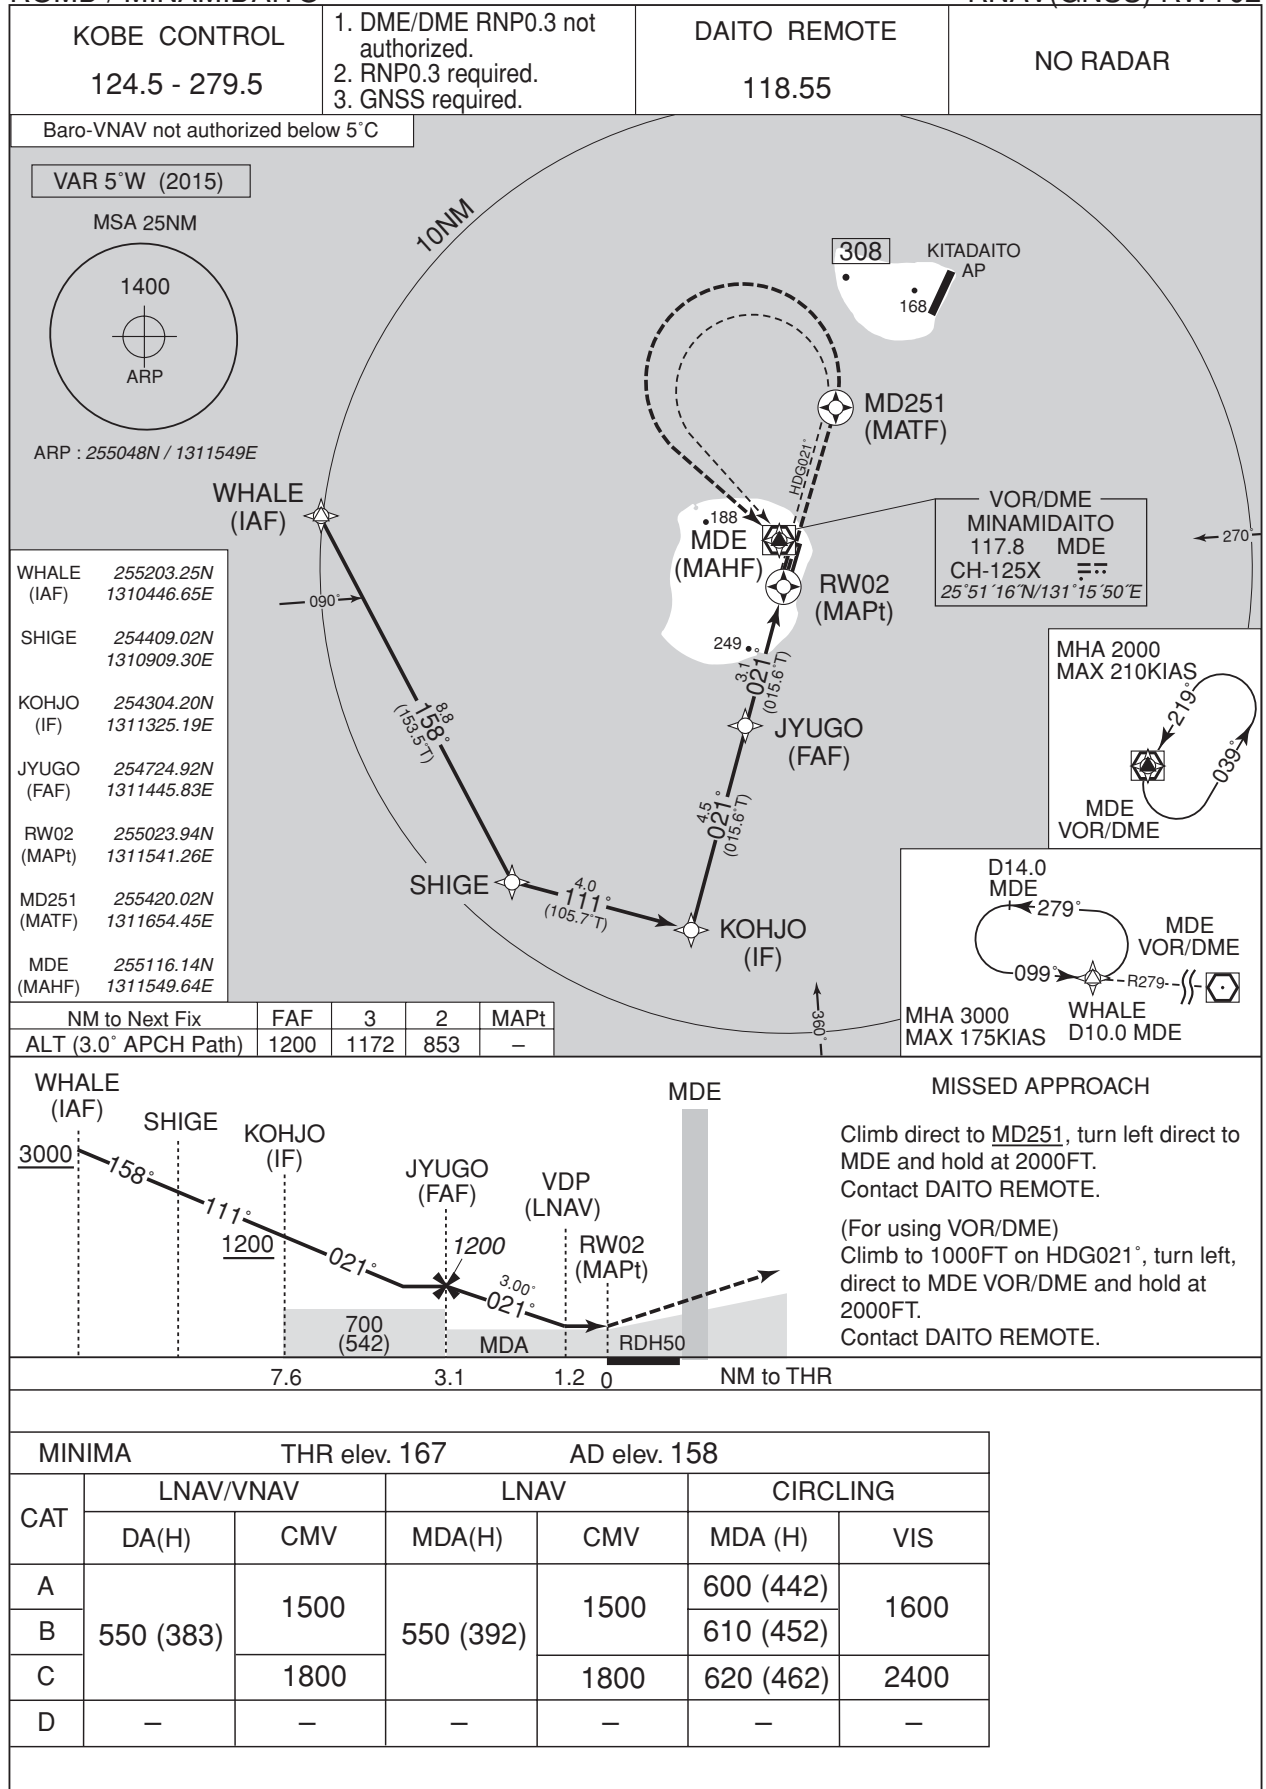 KOBE CONTROL
124.5 - 279.5
1. DME/DME RNP0.3 not
authorized.
2. RNP0.3 required.
3. GNSS required.
DAITO REMOTE
118.55
NO RADAR
Baro-VNAV not authorized below 5°C
VAR 5°W (2015)
MSA 25NM
1400
ARP
ARP : 255048N / 1311549E
10NM
308
KITADAITO
AP
168
MD251
(MATF)
HDG021°
WHALE
(IAF)
188
MDE
(MAHF)
VOR/DME
MINAMIDAITO
117.8 MDE
CH-125X
25°51´16˝N/131°15´50˝E
270°
090°
RW02
(MAPt)
249
3.1
021°
(015.6°T)
JYUGO
(FAF)
8.8
158°
(153.5°T)
4.5
021°
(015.6°T)
SHIGE
4.0
111°
(105.7°T)
KOHJO
(IF)
360°
WHALE 255203.25N
(IAF) 1310446.65E
SHIGE 254409.02N
1310909.30E
KOHJO 254304.20N
(IF) 1311325.19E
JYUGO 254724.92N
(FAF) 1311445.83E
RW02 255023.94N
(MAPt) 1311541.26E
MD251 255420.02N
(MATF) 1311654.45E
MDE 255116.14N
(MAHF) 1311549.64E
MHA 2000
MAX 210KIAS
219°
039°
MDE
VOR/DME
D14.0
MDE
279°
MDE
VOR/DME
099°
R279
MHA 3000
MAX 175KIAS
WHALE
D10.0 MDE
NM to Next Fix FAF 3 2 MAPt
ALT (3.0° APCH Path) 1200 1172 853 –
WHALE
(IAF)
SHIGE
KOHJO
(IF)
JYUGO
(FAF)
VDP
(LNAV)
RW02
(MAPt)
MDE
3000
158°
111°
1200
021°
1200
3.00°
021°
700
(542)
MDA
RDH50
7.6 3.1 1.2 0 NM to THR
MISSED APPROACH
Climb direct to MD251, turn left direct to
MDE and hold at 2000FT.
Contact DAITO REMOTE.
(For using VOR/DME)
Climb to 1000FT on HDG021°, turn left,
direct to MDE VOR/DME and hold at
2000FT.
Contact DAITO REMOTE.
MINIMA THR elev. 167 AD elev. 158
CAT LNAV/VNAV LNAV CIRCLING
DA(H) CMV MDA(H) CMV MDA (H) VIS
A 550 (383) 1500 550 (392) 1500 600 (442) 1600
B 610 (452)
C 1800 1800 620 (462) 2400
D – – – – – –